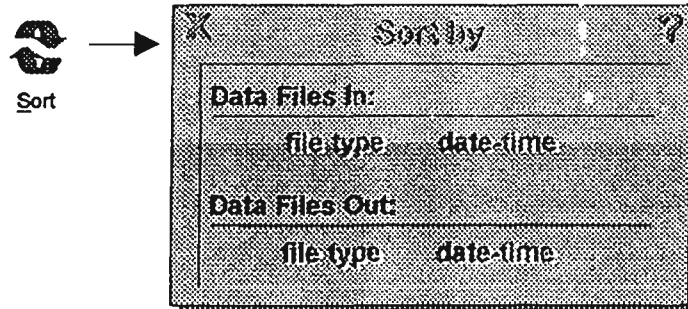 Sort
X Sort by ?
Data Files In:
file type date-time
Data Files Out:
file type date-time